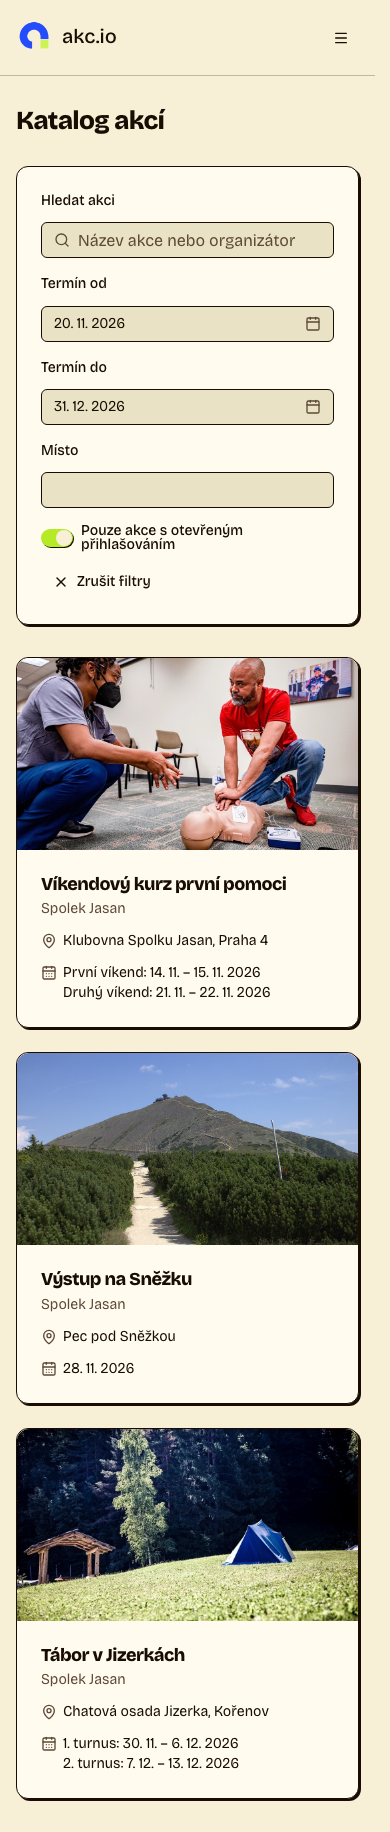 akc.io
Katalog akcí
Hledat akci
Název akce nebo organizátor
Termín od
20. 11. 2026
Termín do
31. 12. 2026
Místo
Pouze akce s otevřeným
přihlašováním
Zrušit filtry
Víkendový kurz první pomoci
Spolek Jasan
Klubovna Spolku Jasan, Praha 4
První víkend: 14. 11. – 15. 11. 2026
Druhý víkend: 21. 11. – 22. 11. 2026
Výstup na Sněžku
Spolek Jasan
Pec pod Sněžkou
28. 11. 2026
Tábor v Jizerkách
Spolek Jasan
Chatová osada Jizerka, Kořenov
1. turnus: 30. 11. – 6. 12. 2026
2. turnus: 7. 12. – 13. 12. 2026